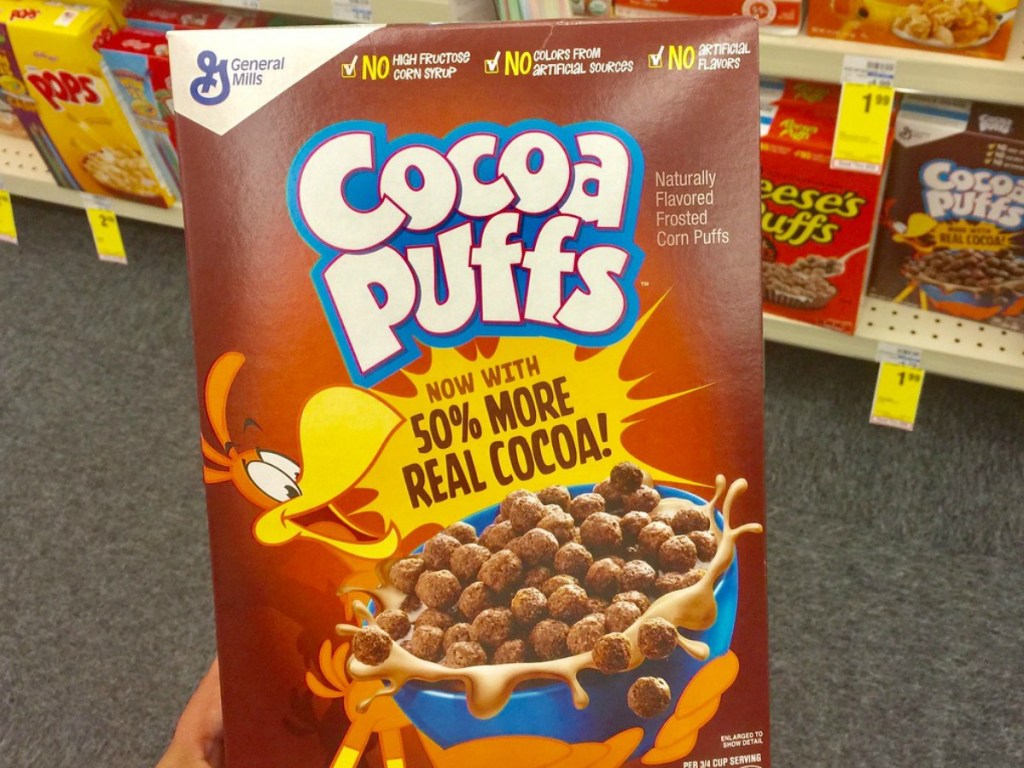 General
Mills
NO HIGH FRUCTOSE
CORN SYRUP
NO COLORS FROM
ARTIFICIAL SOURCES
NO ARTIFICIAL
FLAVORS
Cocoa
Puffs
™
Naturally
Flavored
Frosted
Corn Puffs
NOW WITH
50% MORE
REAL COCOA!
ENLARGED TO
SHOW DETAIL
PER 3/4 CUP SERVING
POPS
2
1 99
eese's
uffs
Cocoa
Puffs
REAL COCOA!
1 99